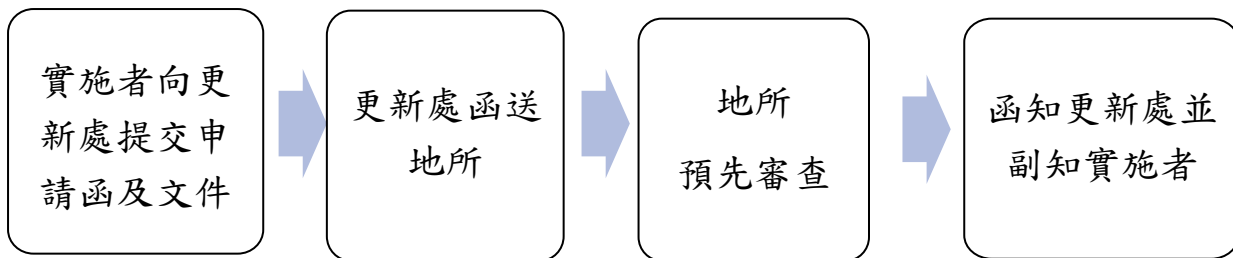 實施者向更
新處提交申
請函及文件
更新處函送
地所
地所
預先審查
函知更新處並
副知實施者